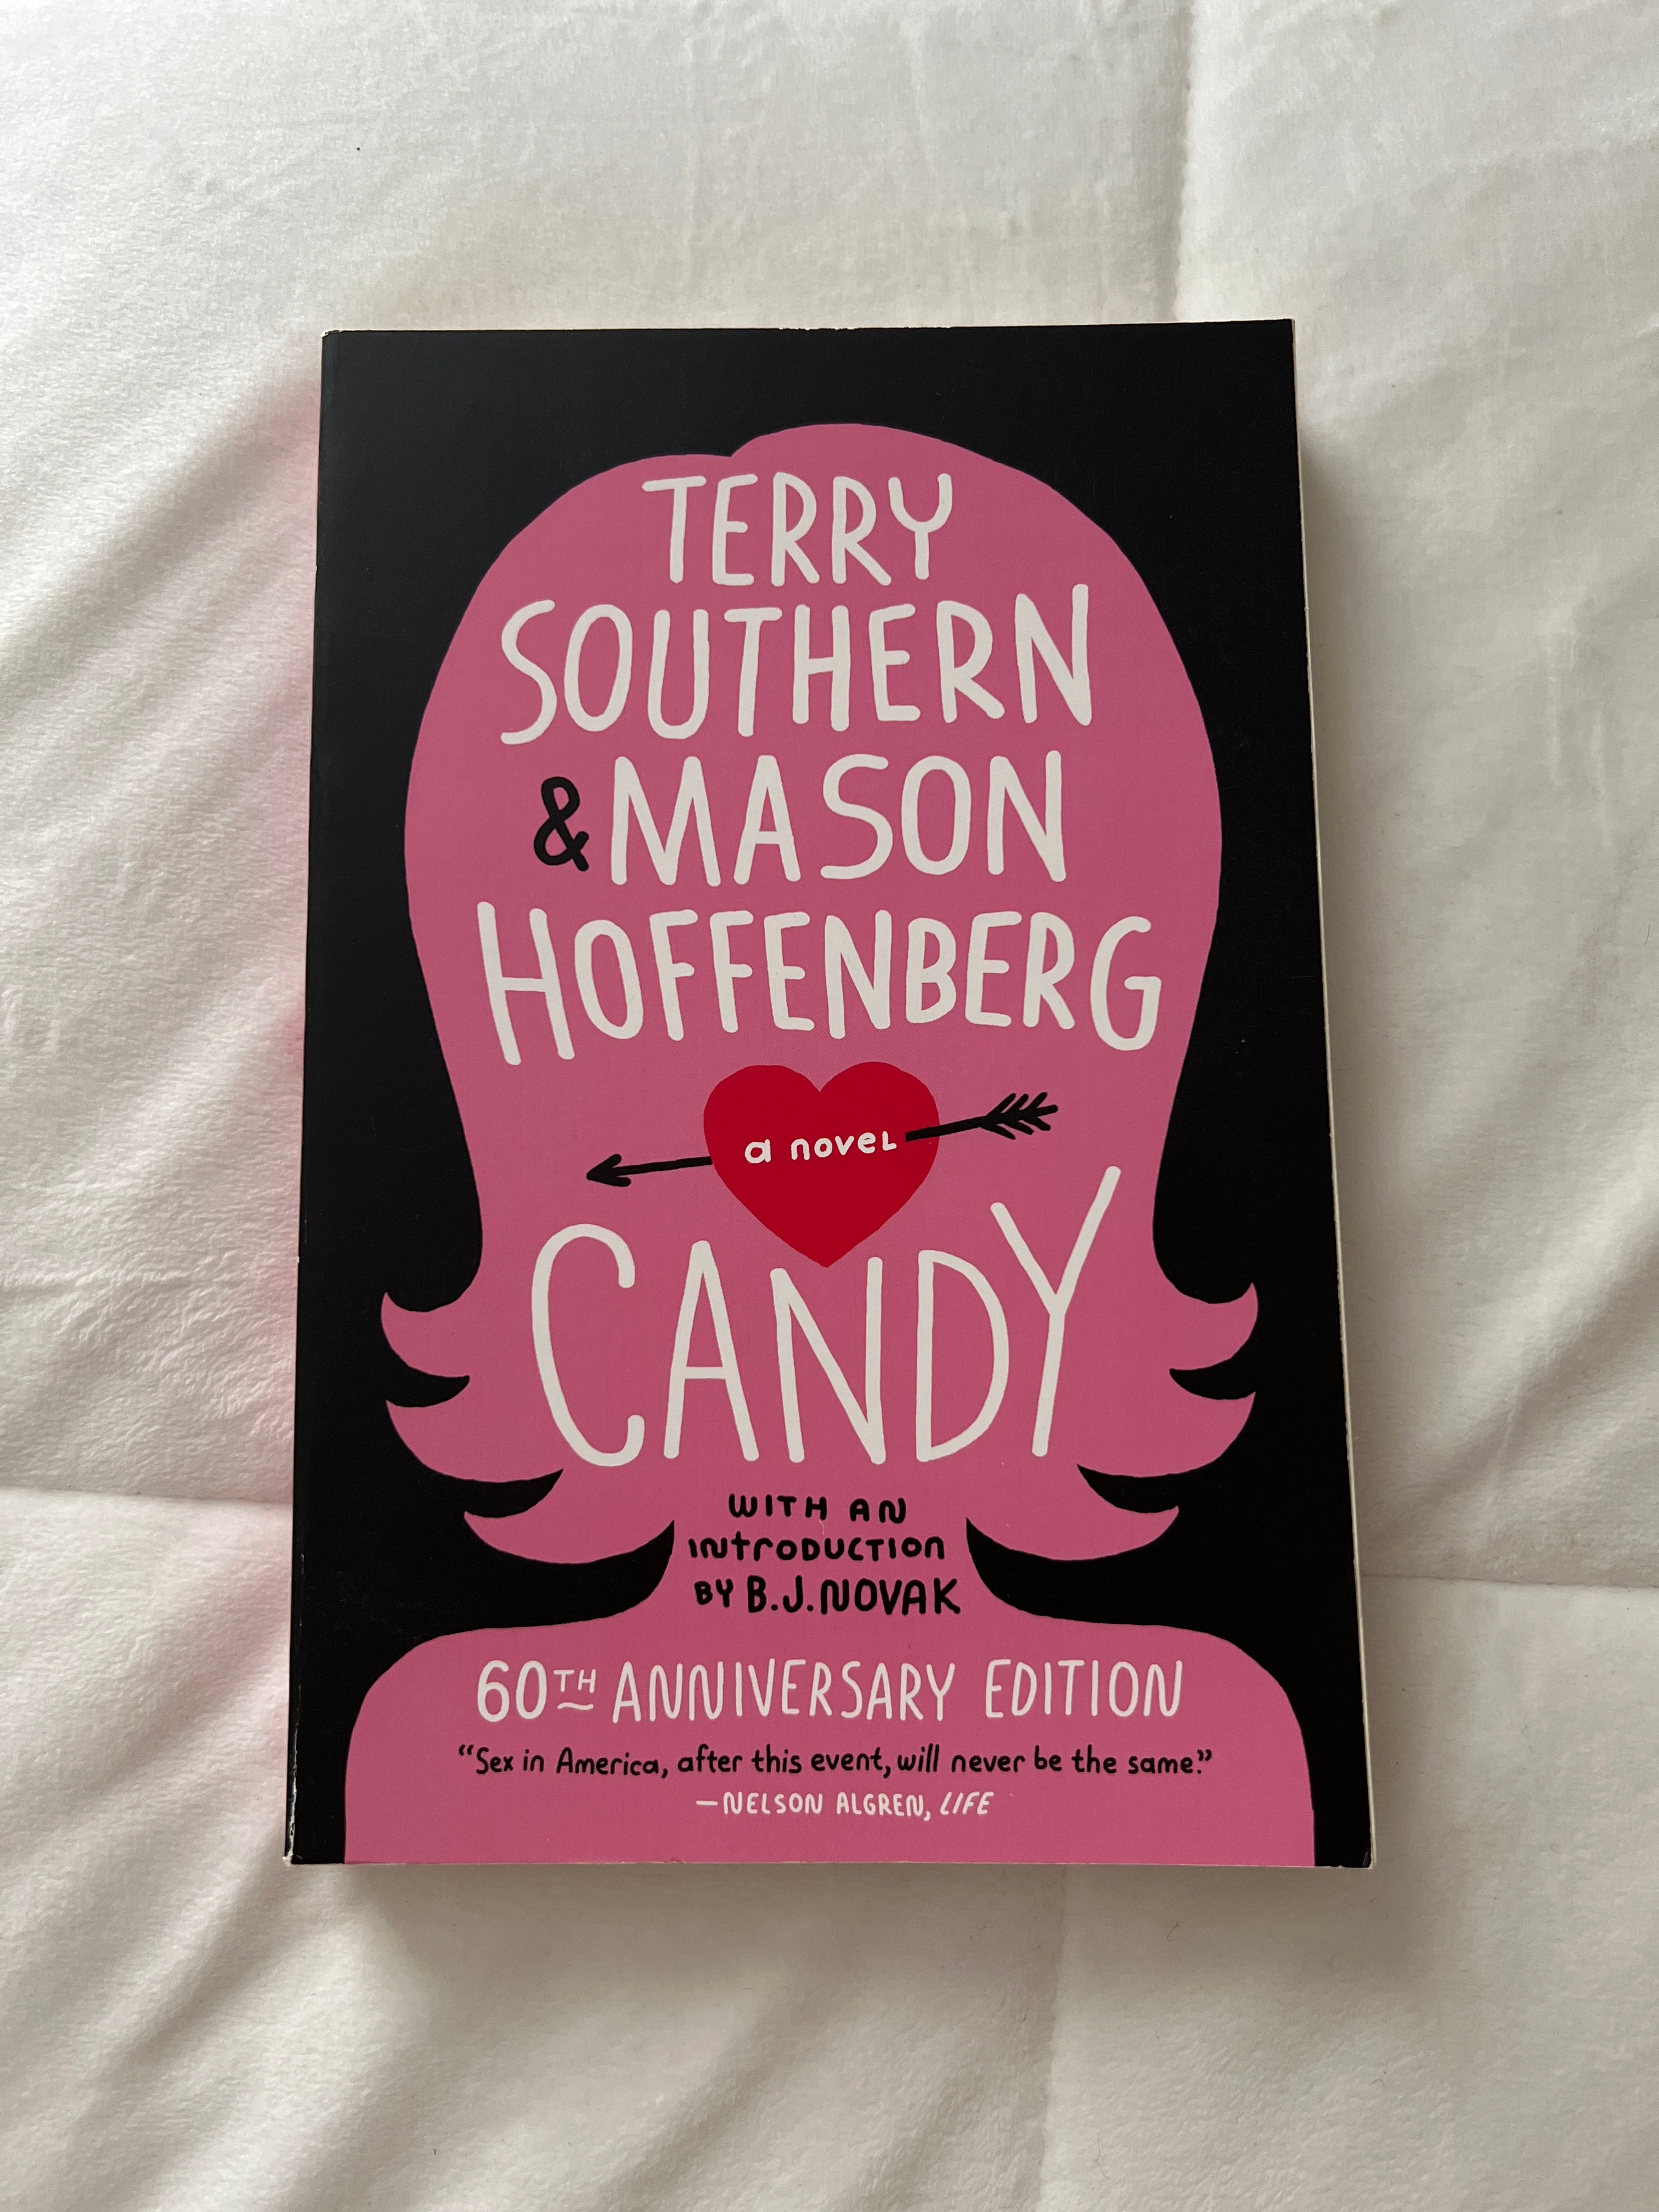 TERRY
SOUTHERN
& MASON
HOFFENBERG
a novel
CANDY
WITH AN
INTRODUCTION
BY B.J. NOVAK
60TH ANNIVERSARY EDITION
“Sex in America, after this event, will never be the same.”
—NELSON ALGREN, LIFE